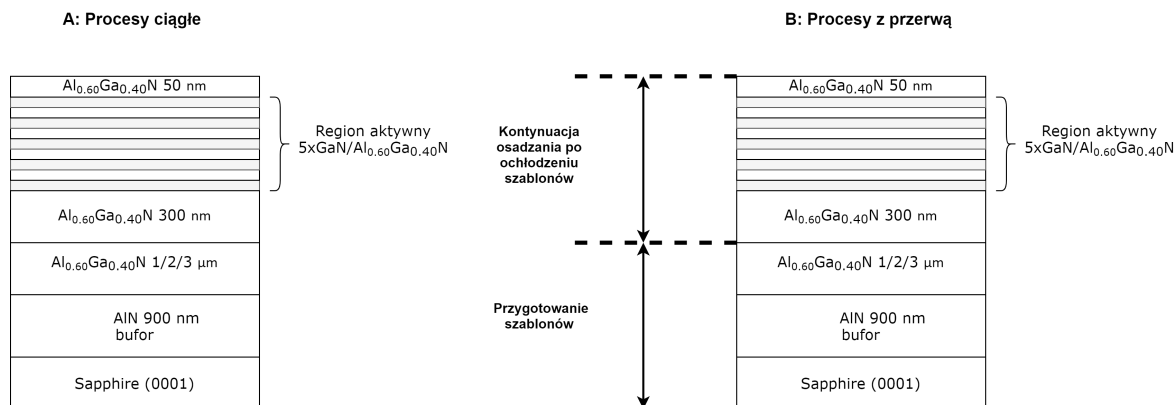 A: Procesy ciągłe
Al₀.₆₀Ga₀.₄₀N 50 nm
Region aktywny
5xGaN/Al₀.₆₀Ga₀.₄₀N
Al₀.₆₀Ga₀.₄₀N 300 nm
Al₀.₆₀Ga₀.₄₀N 1/2/3 μm
AlN 900 nm
bufor
Sapphire (0001)
Kontynuacja
osadzania po
ochłodzeniu
szablonów
Przygotowanie
szablonów
B: Procesy z przerwą
Al₀.₆₀Ga₀.₄₀N 50 nm
Region aktywny
5xGaN/Al₀.₆₀Ga₀.₄₀N
Al₀.₆₀Ga₀.₄₀N 300 nm
Al₀.₆₀Ga₀.₄₀N 1/2/3 μm
AlN 900 nm
bufor
Sapphire (0001)